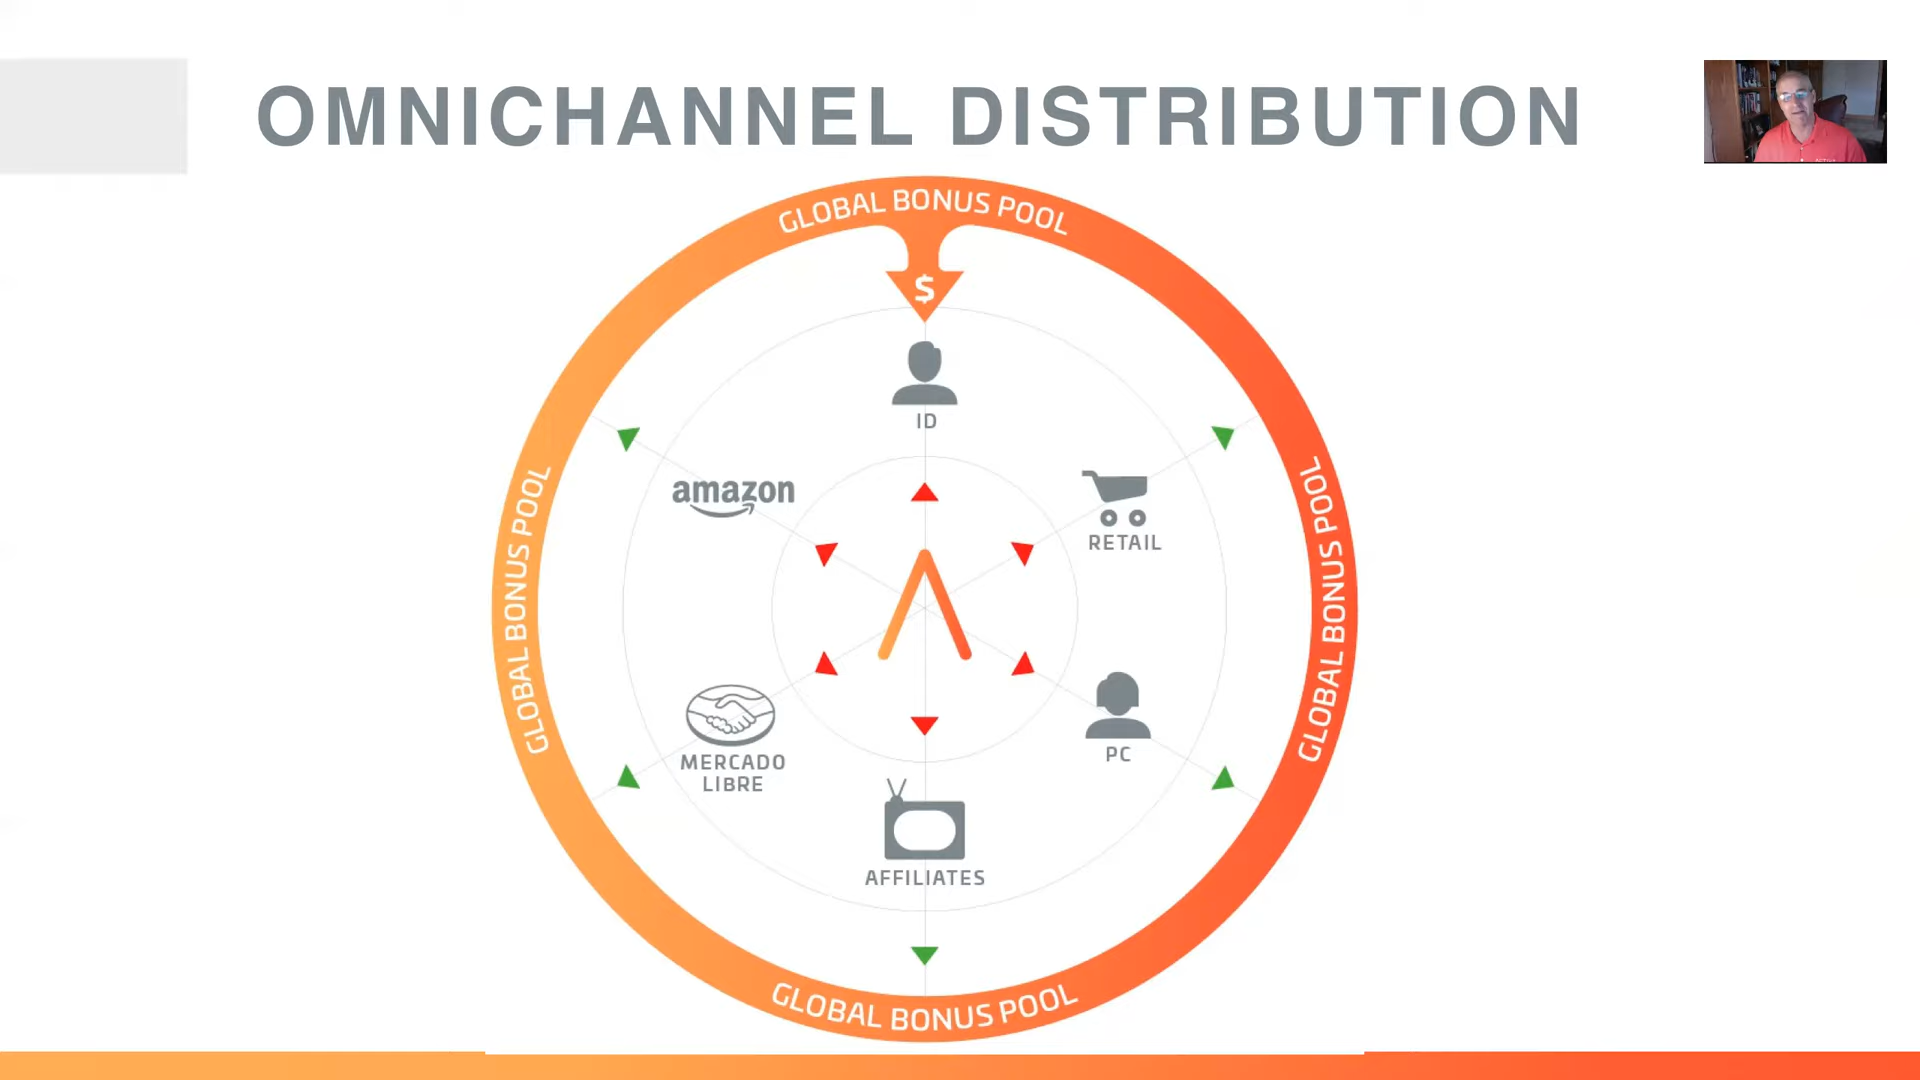 OMNICHANNEL DISTRIBUTION
GLOBAL BONUS POOL
$
ID
amazon
RETAIL
GLOBAL BONUS POOL
GLOBAL BONUS POOL
PC
MERCADO
LIBRE
AFFILIATES
GLOBAL BONUS POOL